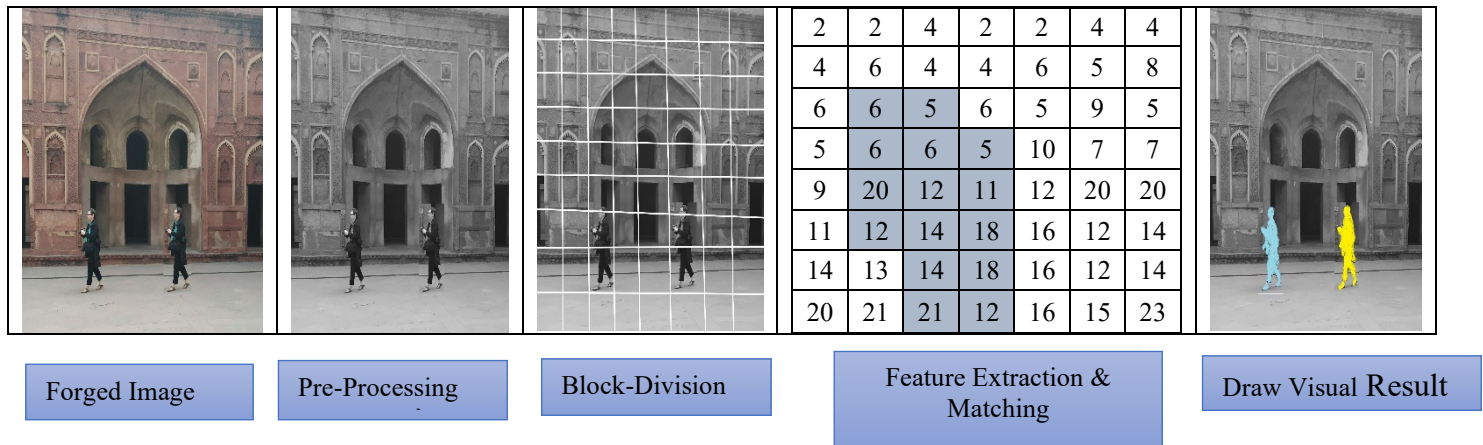 2 2 4 2 2 4 4
4 6 4 4 6 5 8
6 6 5 6 5 9 5
5 6 6 5 10 7 7
9 20 12 11 12 20 20
11 12 14 18 16 12 14
14 13 14 18 16 12 14
20 21 21 12 16 15 23
Forged Image
Pre-Processing
Block-Division
Feature Extraction &
Matching
Draw Visual Result